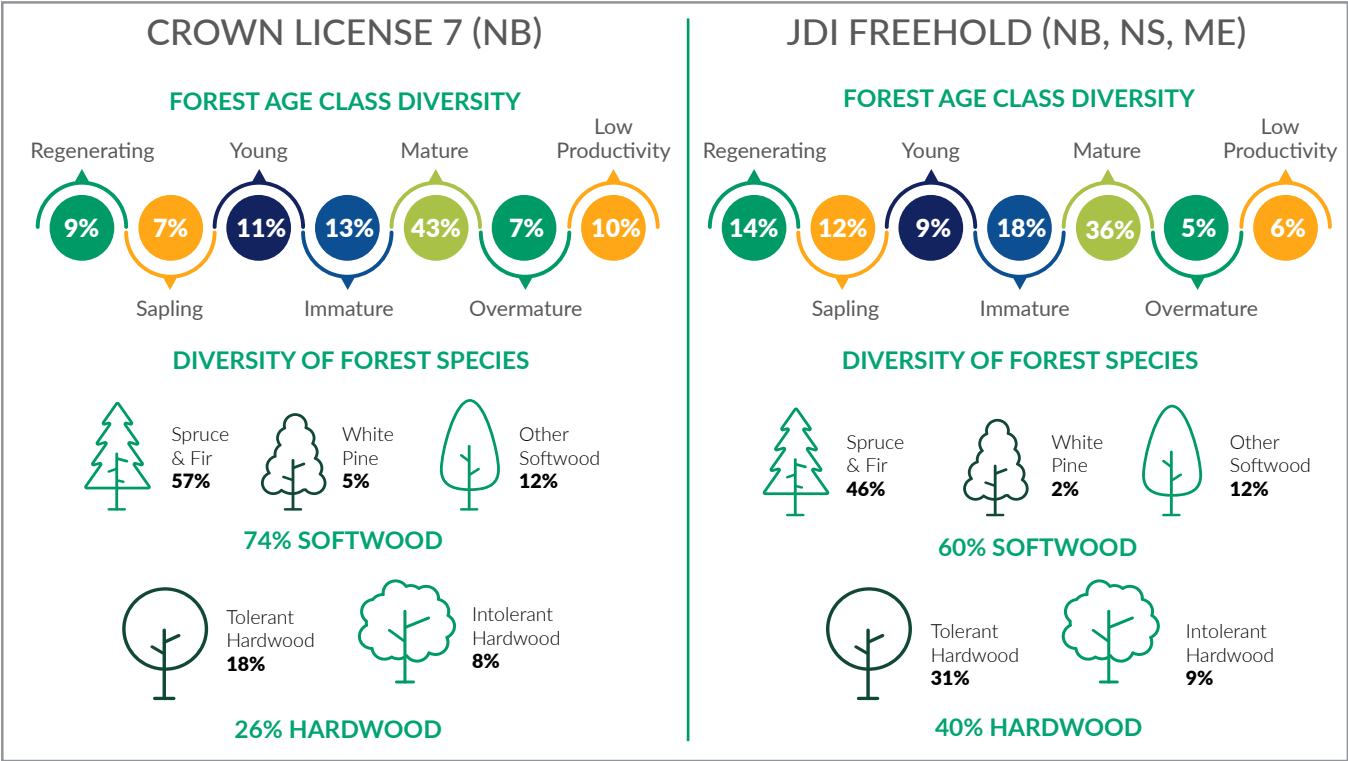 CROWN LICENSE 7 (NB)
FOREST AGE CLASS DIVERSITY
Regenerating
Young
Mature
Low
Productivity
9%
7%
11%
13%
43%
7%
10%
Sapling
Immature
Overmature
DIVERSITY OF FOREST SPECIES
Spruce
& Fir
57%
White
Pine
5%
Other
Softwood
12%
74% SOFTWOOD
Tolerant
Hardwood
18%
Intolerant
Hardwood
8%
26% HARDWOOD
JDI FREEHOLD (NB, NS, ME)
FOREST AGE CLASS DIVERSITY
Regenerating
Young
Mature
Low
Productivity
14%
12%
9%
18%
36%
5%
6%
Sapling
Immature
Overmature
DIVERSITY OF FOREST SPECIES
Spruce
& Fir
46%
White
Pine
2%
Other
Softwood
12%
60% SOFTWOOD
Tolerant
Hardwood
31%
Intolerant
Hardwood
9%
40% HARDWOOD